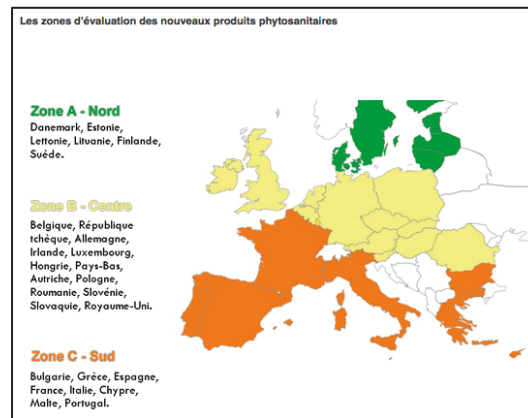 Les zones d'évaluation des nouveaux produits phytosanitaires
Zone A - Nord
Danemark, Estonie,
Lettonie, Lituanie, Finlande,
Suède.
Zone B - Centre
Belgique, République
tchèque, Allemagne,
Irlande, Luxembourg,
Hongrie, Pays-Bas,
Autriche, Pologne,
Roumanie, Slovénie,
Slovaquie, Royaume-Uni.
Zone C - Sud
Bulgarie, Grèce, Espagne,
France, Italie, Chypre,
Malte, Portugal.